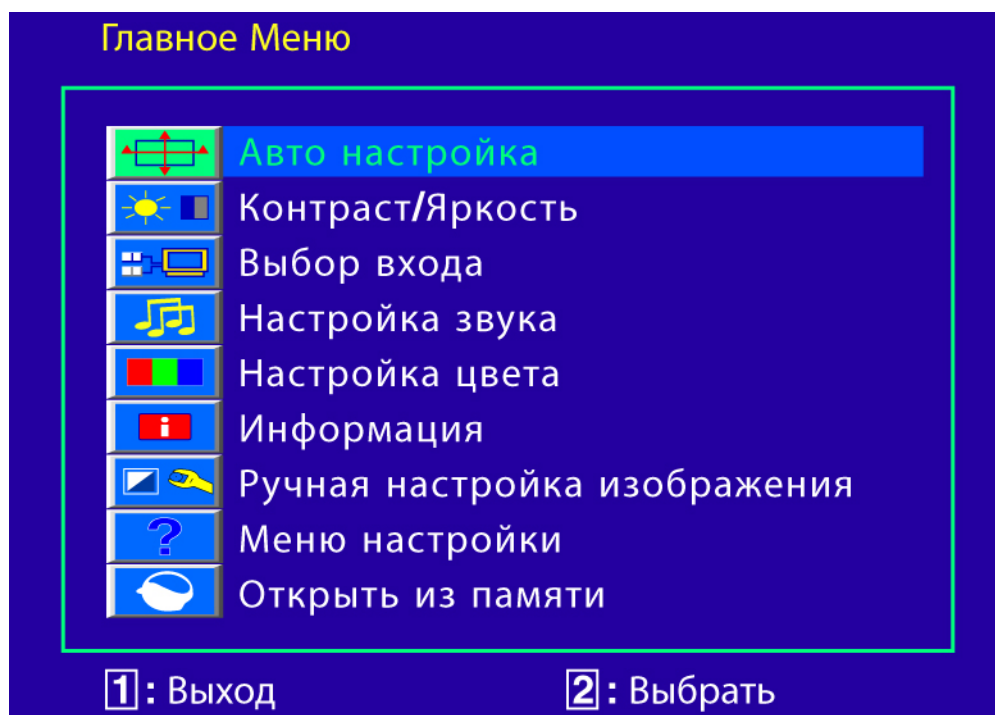 Главное Меню
Авто настройка
Контраст/Яркость
Выбор входа
Настройка звука
Настройка цвета
Информация
Ручная настройка изображения
Меню настройки
Открыть из памяти
1: Выход 2: Выбрать